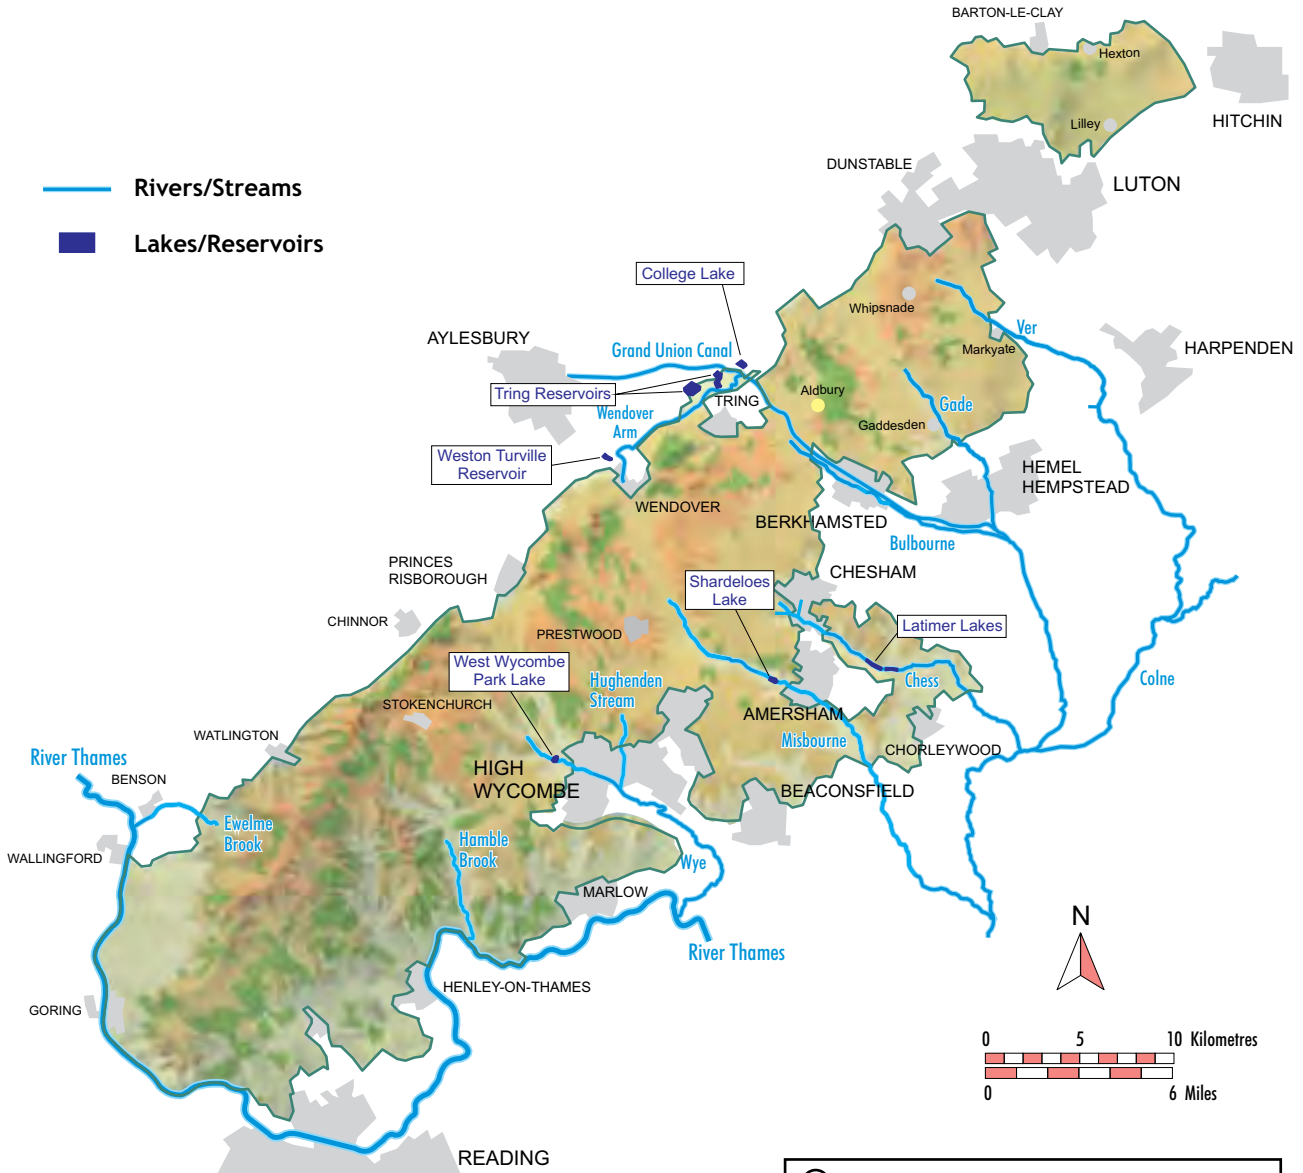 BARTON-LE-CLAY
Hexton
HITCHIN
Lilley
DUNSTABLE
LUTON
Rivers/Streams
Lakes/Reservoirs
College Lake
Whipsnade
Ver
AYLESBURY
Grand Union Canal
Markyate
HARPENDEN
Tring Reservoirs
TRING
Aldbury
Wendover
Arm
Gade
Gaddesden
Weston Turville
Reservoir
HEMEL
HEMPSTEAD
WENDOVER
BERKHAMSTED
Bulbourne
PRINCES
RISBOROUGH
CHESHAM
Shardeloes
Lake
CHINNOR
PRESTWOOD
Latimer Lakes
West Wycombe
Park Lake
Hughenden
Stream
Chess
Colne
STOKENCHURCH
AMERSHAM
WATLINGTON
Misbourne
CHORLEYWOOD
River Thames
BENSON
HIGH
WYCOMBE
BEACONSFIELD
Ewelme
Brook
Hamble
Brook
WALLINGFORD
Wye
MARLOW
N
River Thames
HENLEY-ON-THAMES
GORING
0 5 10 Kilometres
0 6 Miles
READING